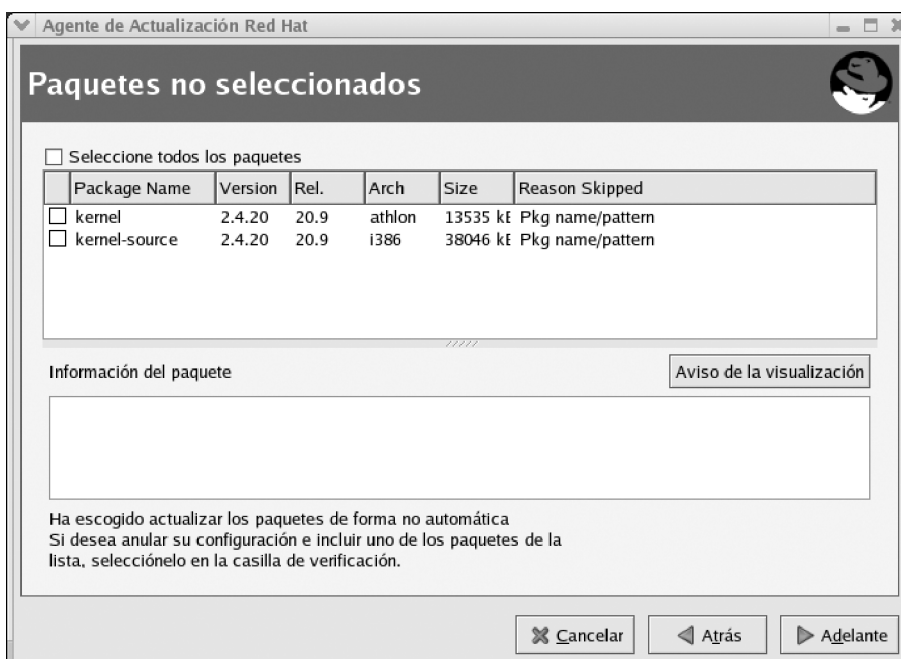 Agente de Actualización Red Hat
Paquetes no seleccionados
Seleccione todos los paquetes
Package Name Version Rel. Arch Size Reason Skipped
kernel 2.4.20 20.9 athlon 13535 kE Pkg name/pattern
kernel-source 2.4.20 20.9 i386 38046 kE Pkg name/pattern
Información del paquete
Aviso de la visualización
Ha escogido actualizar los paquetes de forma no automática
Si desea anular su configuración e incluir uno de los paquetes de la
lista, selecciónelo en la casilla de verificación.
Cancelar Atrás Adelante